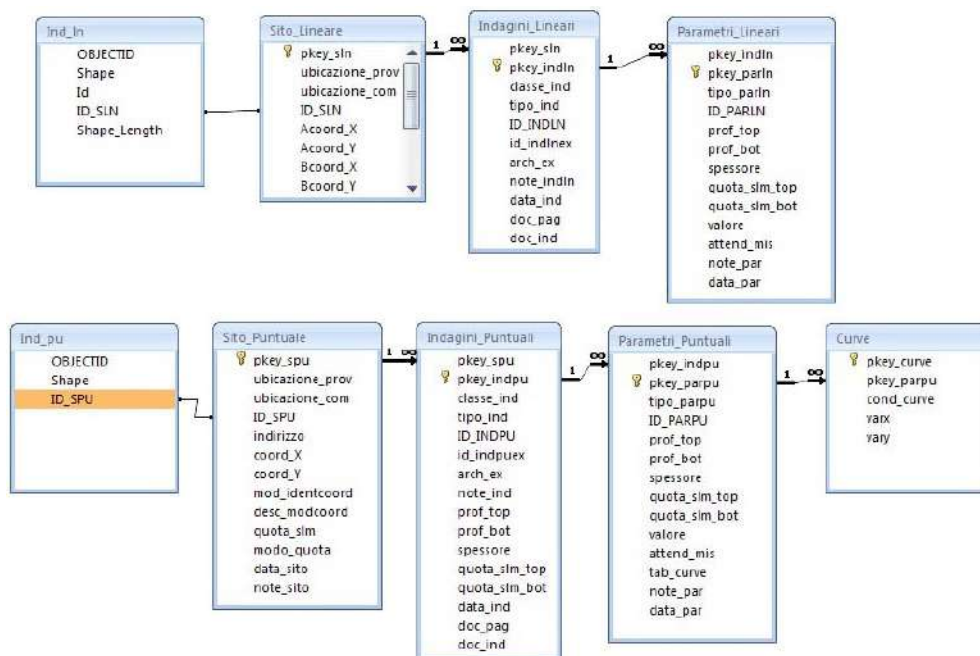 Ind_ln
OBJECTID
Shape
Id
ID_SLN
Shape_Length
Sito_Lineare
pkey_sln
ubicazione_prov
ubicazione_com
ID_SLN
Acoord_X
Acoord_Y
Bcoord_X
Bcoord_Y
1
∞
Indagini_Lineari
pkey_sln
pkey_indln
classe_ind
tipo_ind
ID_INDLN
id_indlnex
arch_ex
note_indln
data_ind
doc_pag
doc_ind
1
∞
Parametri_Lineari
pkey_indln
pkey_parln
tipo_parln
ID_PARLN
prof_top
prof_bot
spessore
quota_slm_top
quota_slm_bot
valore
attend_mis
note_par
data_par
Ind_pu
OBJECTID
Shape
ID_SPU
Sito_Puntuale
pkey_spu
ubicazione_prov
ubicazione_com
ID_SPU
indirizzo
coord_X
coord_Y
mod_identcoord
desc_modcoord
quota_slm
modo_quota
data_sito
note_sito
1
∞
Indagini_Puntuali
pkey_spu
pkey_indpu
classe_ind
tipo_ind
ID_INDPU
id_indpuex
arch_ex
note_ind
prof_top
prof_bot
spessore
quota_slm_top
quota_slm_bot
data_ind
doc_pag
doc_ind
1
∞
Parametri_Puntuali
pkey_indpu
pkey_parpu
tipo_parpu
ID_PARPU
prof_top
prof_bot
spessore
quota_slm_top
quota_slm_bot
valore
attend_mis
tab_curve
note_par
data_par
1
∞
Curve
pkey_curve
pkey_parpu
cond_curve
varx
vary